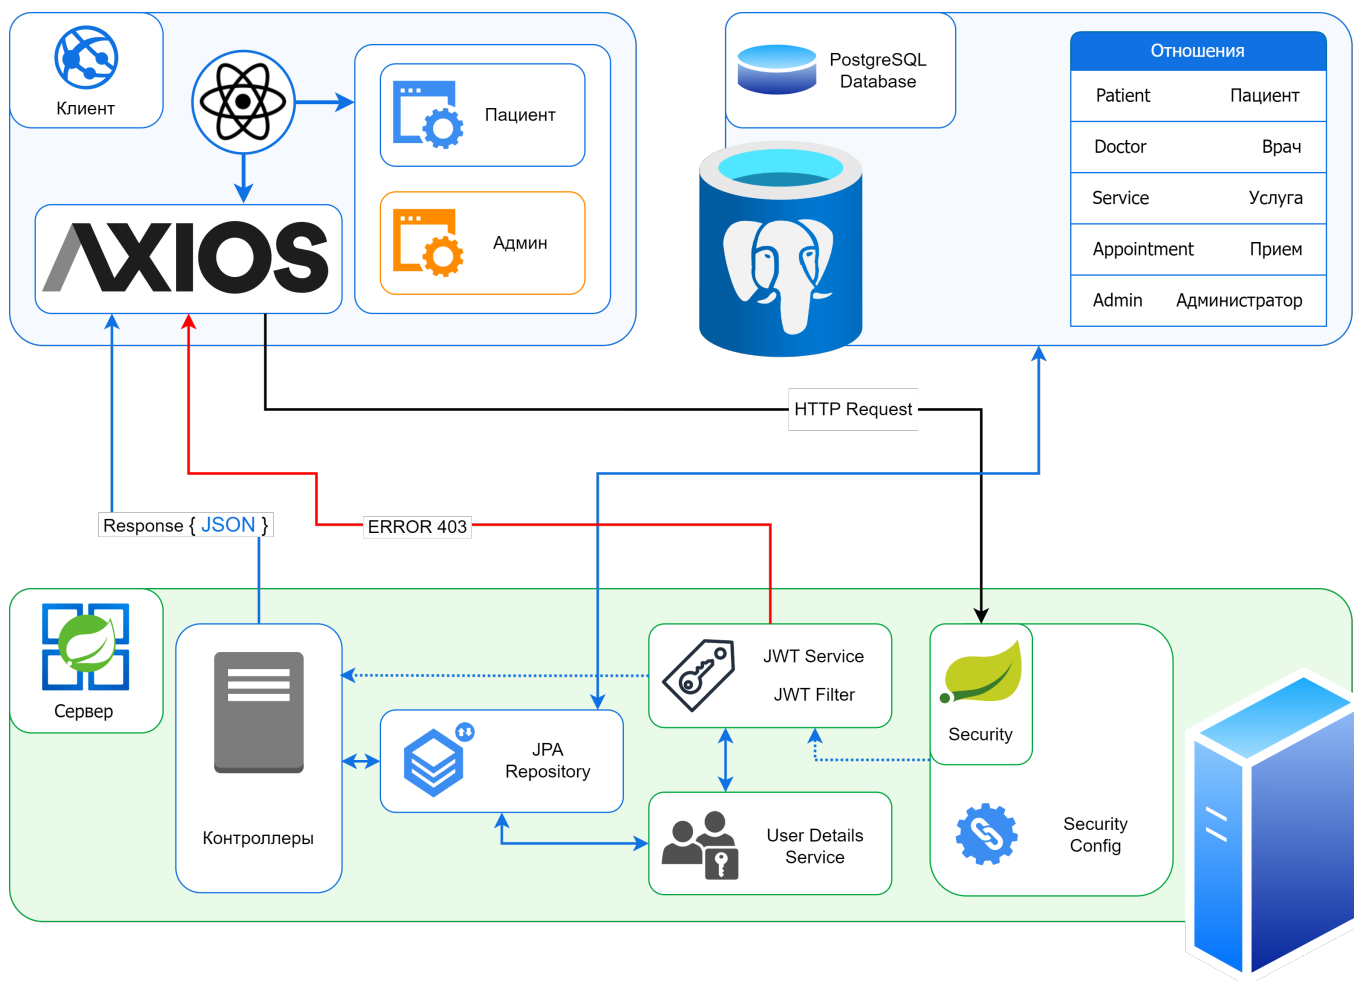 Клиент
Пациент
Админ
AXIOS
PostgreSQL
Database
Отношения
Patient Пациент
Doctor Врач
Service Услуга
Appointment Прием
Admin Администратор
HTTP Request
Response { JSON }
ERROR 403
Сервер
Контроллеры
JPA
Repository
JWT Service
JWT Filter
User Details
Service
Security
Security
Config